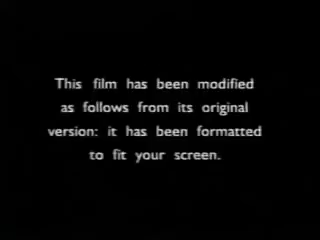 This film has been modified
as follows from its original
version: it has been formatted
to fit your screen.